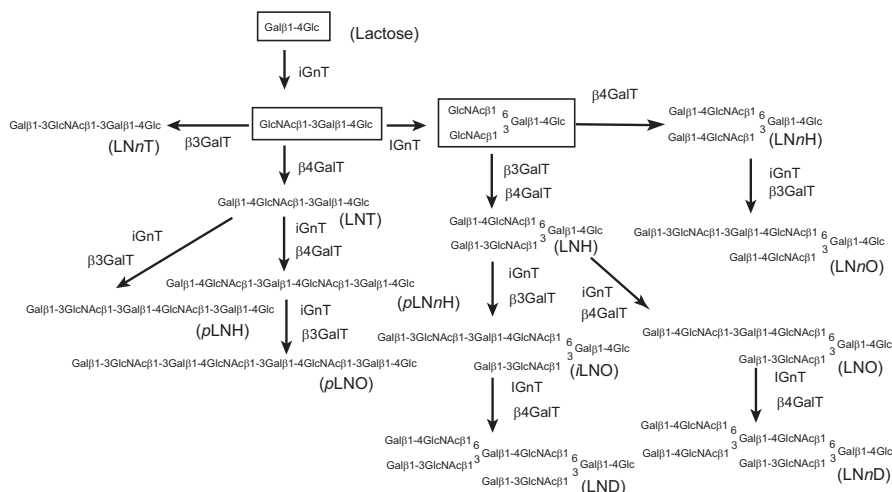 Galβ1-4Glc
(Lactose)
iGnT
Galβ1-3GlcNAcβ1-3Galβ1-4Glc
(LNnT)
β3GalT
GlcNAcβ1-3Galβ1-4Glc
IGnT
GlcNAcβ1
6
Galβ1-4Glc
3
GlcNAcβ1
β4GalT
Galβ1-4GlcNAcβ1
6
Galβ1-4Glc
3
Galβ1-4GlcNAcβ1
(LNnH)
β4GalT
Galβ1-4GlcNAcβ1-3Galβ1-4Glc
(LNT)
β3GalT
β4GalT
iGnT
β3GalT
iGnT
β3GalT
iGnT
β4GalT
Galβ1-4GlcNAcβ1
6
Galβ1-4Glc
3
Galβ1-3GlcNAcβ1
(LNH)
Galβ1-3GlcNAcβ1-3Galβ1-4GlcNAcβ1
6
Galβ1-4Glc
3
Galβ1-4GlcNAcβ1
(LNnO)
Galβ1-4GlcNAcβ1-3Galβ1-4GlcNAcβ1-3Galβ1-4Glc
(pLNnH)
Galβ1-3GlcNAcβ1-3Galβ1-4GlcNAcβ1-3Galβ1-4Glc
(pLNH)
iGnT
β3GalT
iGnT
β3GalT
iGnT
β4GalT
Galβ1-3GlcNAcβ1-3Galβ1-4GlcNAcβ1-3Galβ1-4GlcNAcβ1-3Galβ1-4Glc
(pLNO)
Galβ1-3GlcNAcβ1-3Galβ1-4GlcNAcβ1
6
Galβ1-4Glc
3
Galβ1-3GlcNAcβ1
(iLNO)
Galβ1-4GlcNAcβ1-3Galβ1-4GlcNAcβ1
6
Galβ1-4Glc
3
Galβ1-3GlcNAcβ1
(LNO)
IGnT
β4GalT
IGnT
β4GalT
Galβ1-4GlcNAcβ1
6
Galβ1-4GlcNAcβ1
3
Galβ1-3GlcNAcβ1
6
Galβ1-4Glc
3
Galβ1-3GlcNAcβ1
(LND)
Galβ1-4GlcNAcβ1
6
Galβ1-4GlcNAcβ1
3
Galβ1-4GlcNAcβ1
6
Galβ1-4Glc
3
Galβ1-3GlcNAcβ1
(LNnD)